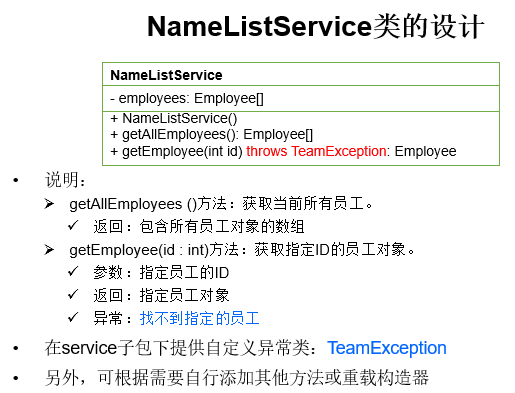 NameListService类的设计
NameListService
- employees: Employee[]
+ NameListService()
+ getAllEmployees(): Employee[]
+ getEmployee(int id) throws TeamException: Employee
• 说明：
➢ getAllEmployees ()方法：获取当前所有员工。
✓ 返回：包含所有员工对象的数组
➢ getEmployee(id : int)方法：获取指定ID的员工对象。
✓ 参数：指定员工的ID
✓ 返回：指定员工对象
✓ 异常：找不到指定的员工
• 在service子包下提供自定义异常类：TeamException
• 另外，可根据需要自行添加其他方法或重载构造器